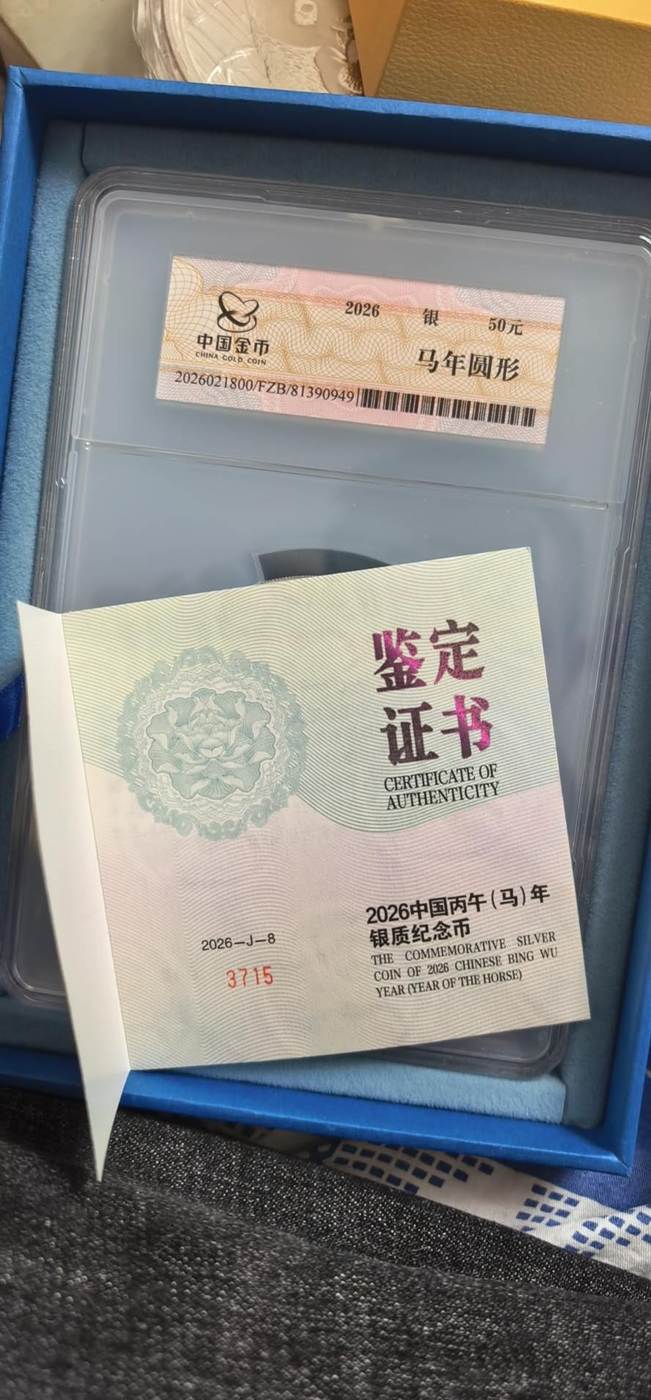 2026 银 50元
中国金币
CHINA GOLD COIN
马年圆形
2026021800/FZB/81390949
鉴定
证书
CERTIFICATE OF
AUTHENTICITY
2026中国丙午(马)年
银质纪念币
THE COMMEMORATIVE SILVER
COIN OF 2026 CHINESE BING WU
YEAR (YEAR OF THE HORSE)
2026—J—8
3715